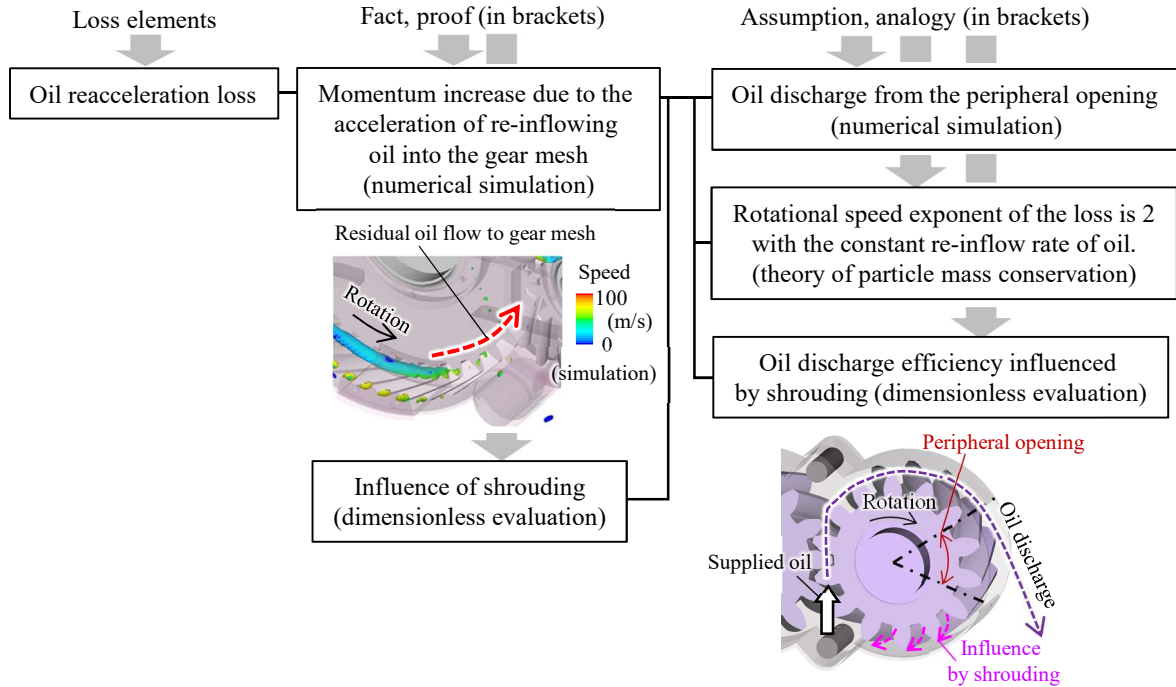 Loss elements
Fact, proof (in brackets)
Assumption, analogy (in brackets)
Oil reacceleration loss
Momentum increase due to the
acceleration of re-inflowing
oil into the gear mesh
(numerical simulation)
Oil discharge from the peripheral opening
(numerical simulation)
Rotational speed exponent of the loss is 2
with the constant re-inflow rate of oil.
(theory of particle mass conservation)
Residual oil flow to gear mesh
Rotation
Speed
100
(m/s)
0
(simulation)
Oil discharge efficiency influenced
by shrouding (dimensionless evaluation)
Influence of shrouding
(dimensionless evaluation)
Peripheral opening
Rotation
Oil discharge
Supplied oil
Influence
by shrouding